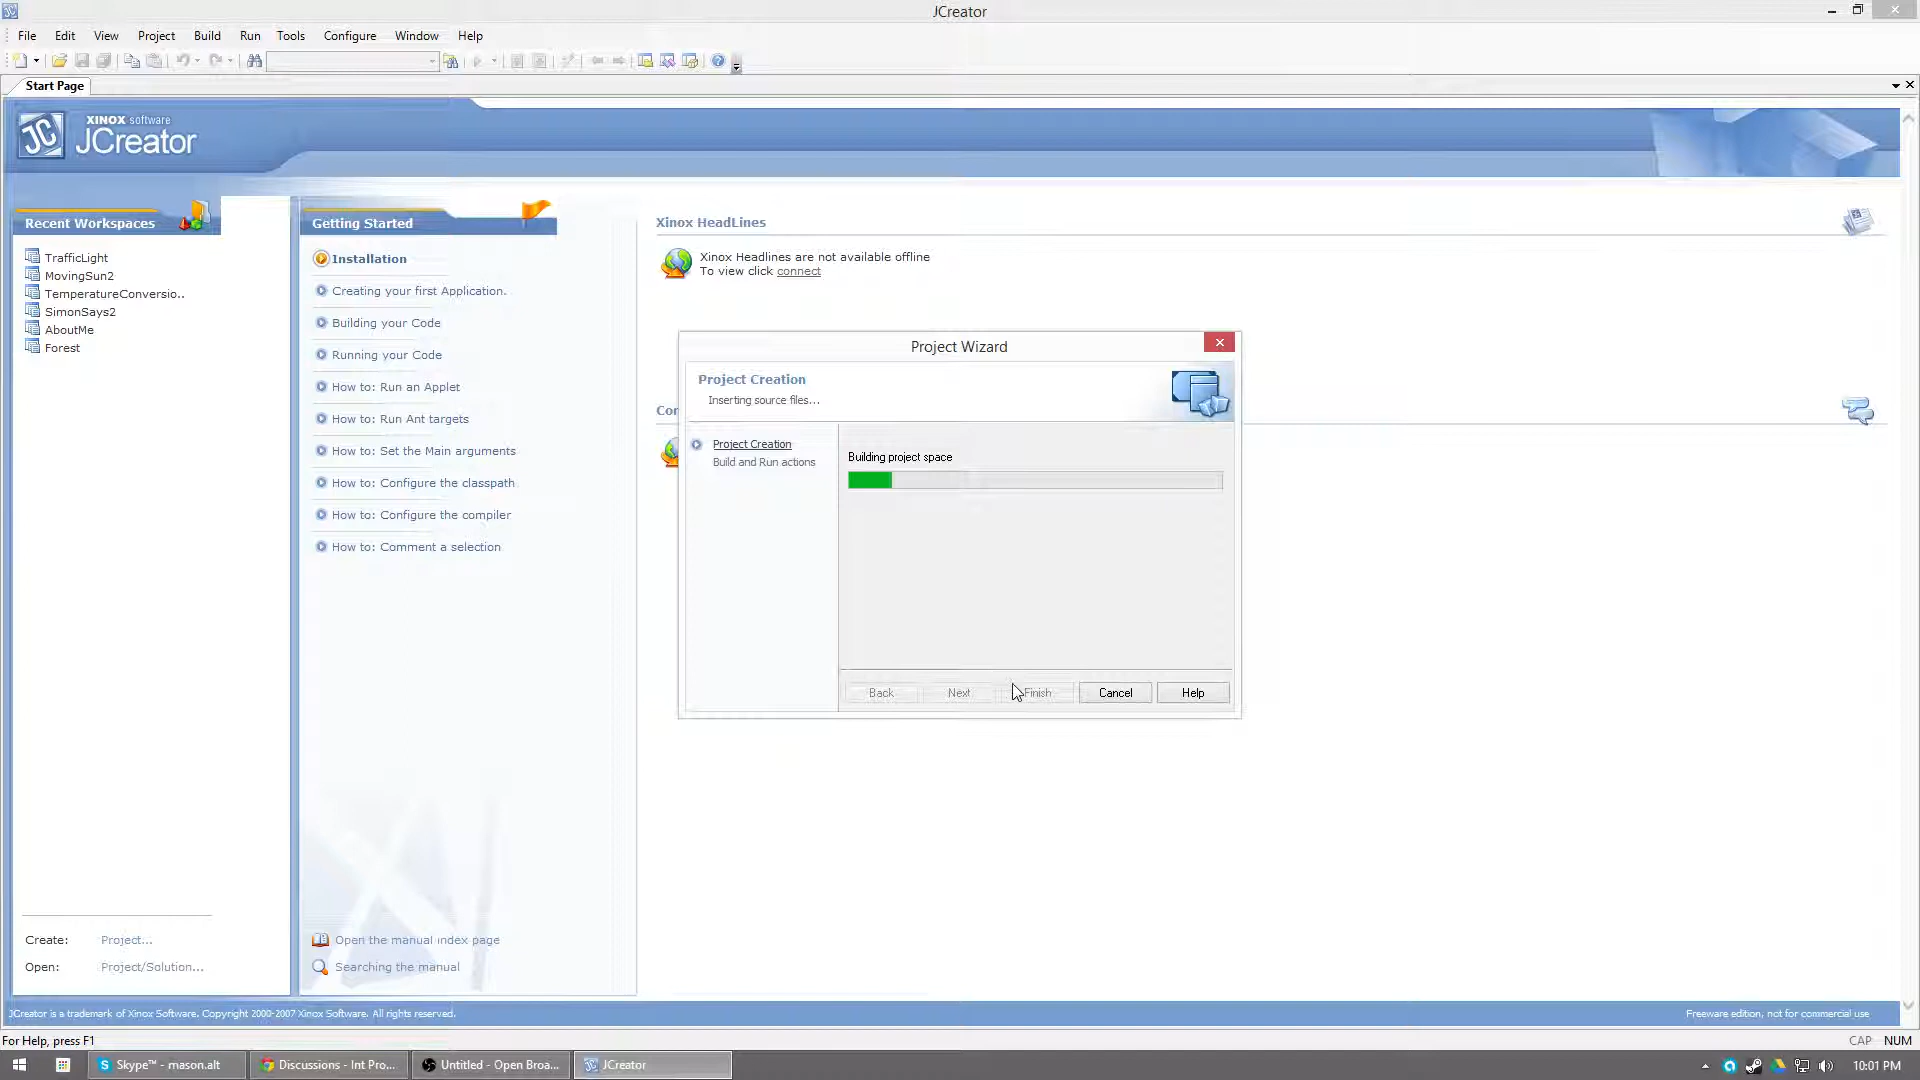 JCreator
File Edit View Project Build Run Tools Configure Window Help
Start Page
XINOX software
JCreator
Recent Workspaces
TrafficLight
MovingSun2
TemperatureConversio..
SimonSays2
AboutMe
Forest
Create: Project...
Open: Project/Solution...
Getting Started
Installation
Creating your first Application.
Building your Code
Running your Code
How to: Run an Applet
How to: Run Ant targets
How to: Set the Main arguments
How to: Configure the classpath
How to: Configure the compiler
How to: Comment a selection
Open the manual index page
Searching the manual
Xinox HeadLines
Xinox Headlines are not available offline
To view click connect
Project Wizard
Project Creation
Inserting source files...
Project Creation
Build and Run actions
Building project space
Back Next Finish Cancel Help
JCreator is a trademark of Xinox Software. Copyright 2000-2007 Xinox Software. All rights reserved.
Freeware edition, not for commercial use
For Help, press F1
CAP NUM
Skype™ - mason.alt
Discussions - Int Pro...
Untitled - Open Broa...
JCreator
10:01 PM